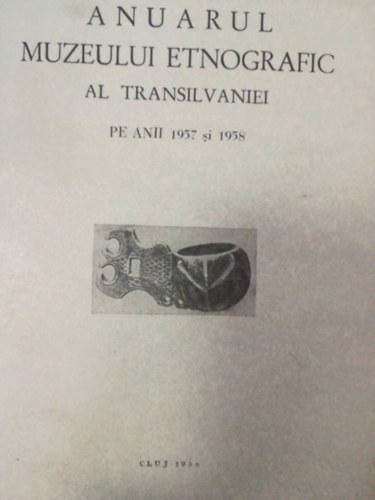 ANUARUL
MUZEULUI ETNOGRAFIC
AL TRANSILVANIEI
PE ANII 1957 și 1958
CLUJ